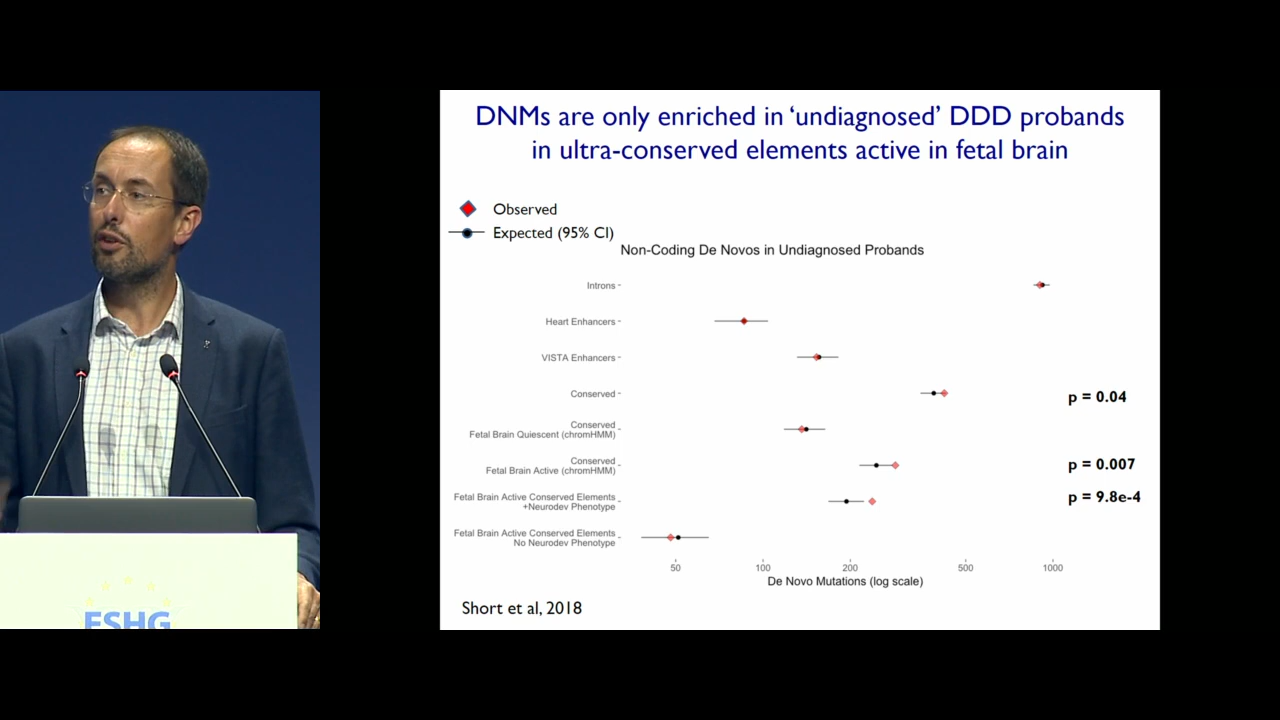 DNMs are only enriched in ‘undiagnosed’ DDD probands
in ultra-conserved elements active in fetal brain
Observed
Expected (95% CI)
Non-Coding De Novos in Undiagnosed Probands
Introns
Heart Enhancers
VISTA Enhancers
Conserved
p = 0.04
Conserved
Fetal Brain Quiescent (chromHMM)
Conserved
Fetal Brain Active (chromHMM)
p = 0.007
Fetal Brain Active Conserved Elements
+Neurodev Phenotype
p = 9.8e-4
Fetal Brain Active Conserved Elements
No Neurodev Phenotype
50 100 200 500 1000
De Novo Mutations (log scale)
Short et al, 2018
ESHG